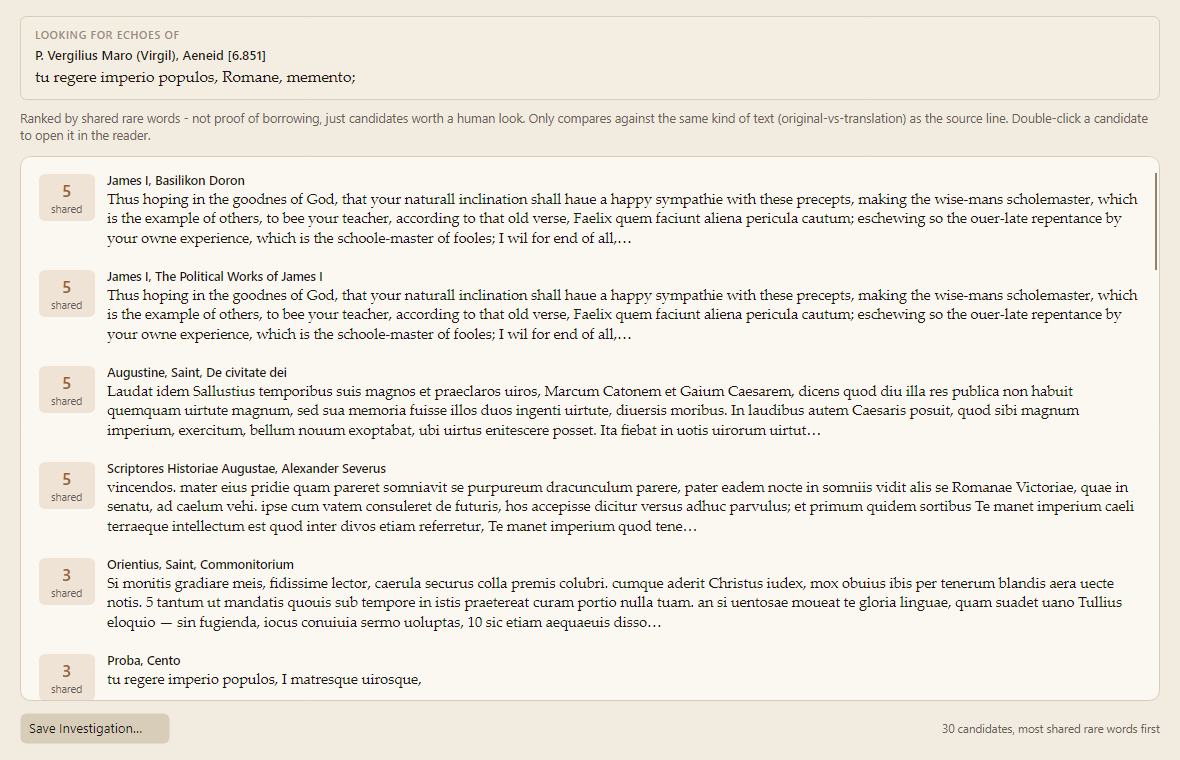 LOOKING FOR ECHOES OF
P. Vergilius Maro (Virgil), Aeneid [6.851]
tu regere imperio populos, Romane, memento;
Ranked by shared rare words - not proof of borrowing, just candidates worth a human look. Only compares against the same kind of text (original-vs-translation) as the source line. Double-click a candidate
to open it in the reader.
5
shared
James I, Basilikon Doron
Thus hoping in the goodnes of God, that your naturall inclination shall haue a happy sympathie with these precepts, making the wise-mans scholemaster, which
is the example of others, to bee your teacher, according to that old verse, Faelix quem faciunt aliena pericula cautum; eschewing so the ouer-late repentance by
your owne experience, which is the schoole-master of fooles; I wil for end of all,…
5
shared
James I, The Political Works of James I
Thus hoping in the goodnes of God, that your naturall inclination shall haue a happy sympathie with these precepts, making the wise-mans scholemaster, which
is the example of others, to bee your teacher, according to that old verse, Faelix quem faciunt aliena pericula cautum; eschewing so the ouer-late repentance by
your owne experience, which is the schoole-master of fooles; I wil for end of all,…
5
shared
Augustine, Saint, De civitate dei
Laudat idem Sallustius temporibus suis magnos et praeclaros uiros, Marcum Catonem et Gaium Caesarem, dicens quod diu illa res publica non habuit
quemquam uirtute magnum, sed sua memoria fuisse illos duos ingenti uirtute, diuersis moribus. In laudibus autem Caesaris posuit, quod sibi magnum
imperium, exercitum, bellum nouum exoptabat, ubi uirtus enitescere posset. Ita fiebat in uotis uirorum uirtut…
5
shared
Scriptores Historiae Augustae, Alexander Severus
vincendos. mater eius pridie quam pareret somniavit se purpureum dracunculum parere, pater eadem nocte in somniis vidit alis se Romanae Victoriae, quae in
senatu, ad caelum vehi. ipse cum vatem consuleret de futuris, hos accepisse dicitur versus adhuc parvulus; et primum quidem sortibus Te manet imperium caeli
terraeque intellectum est quod inter divos etiam referretur, Te manet imperium quod tene…
3
shared
Orientius, Saint, Commonitorium
Si monitis gradiare meis, fidissime lector, caerula securus colla premis colubri. cumque aderit Christus iudex, mox obuius ibis per tenerum blandis aera uecte
notis. 5 tantum ut mandatis quouis sub tempore in istis praetereat curam portio nulla tuam. an si uentosae moueat te gloria linguae, quam suadet uano Tullius
eloquio — sin fugienda, iocus conuiuia sermo uoluptas, 10 sic etiam aequaeuis disso…
3
shared
Proba, Cento
tu regere imperio populos, I matresque uirosque,
Save Investigation...
30 candidates, most shared rare words first